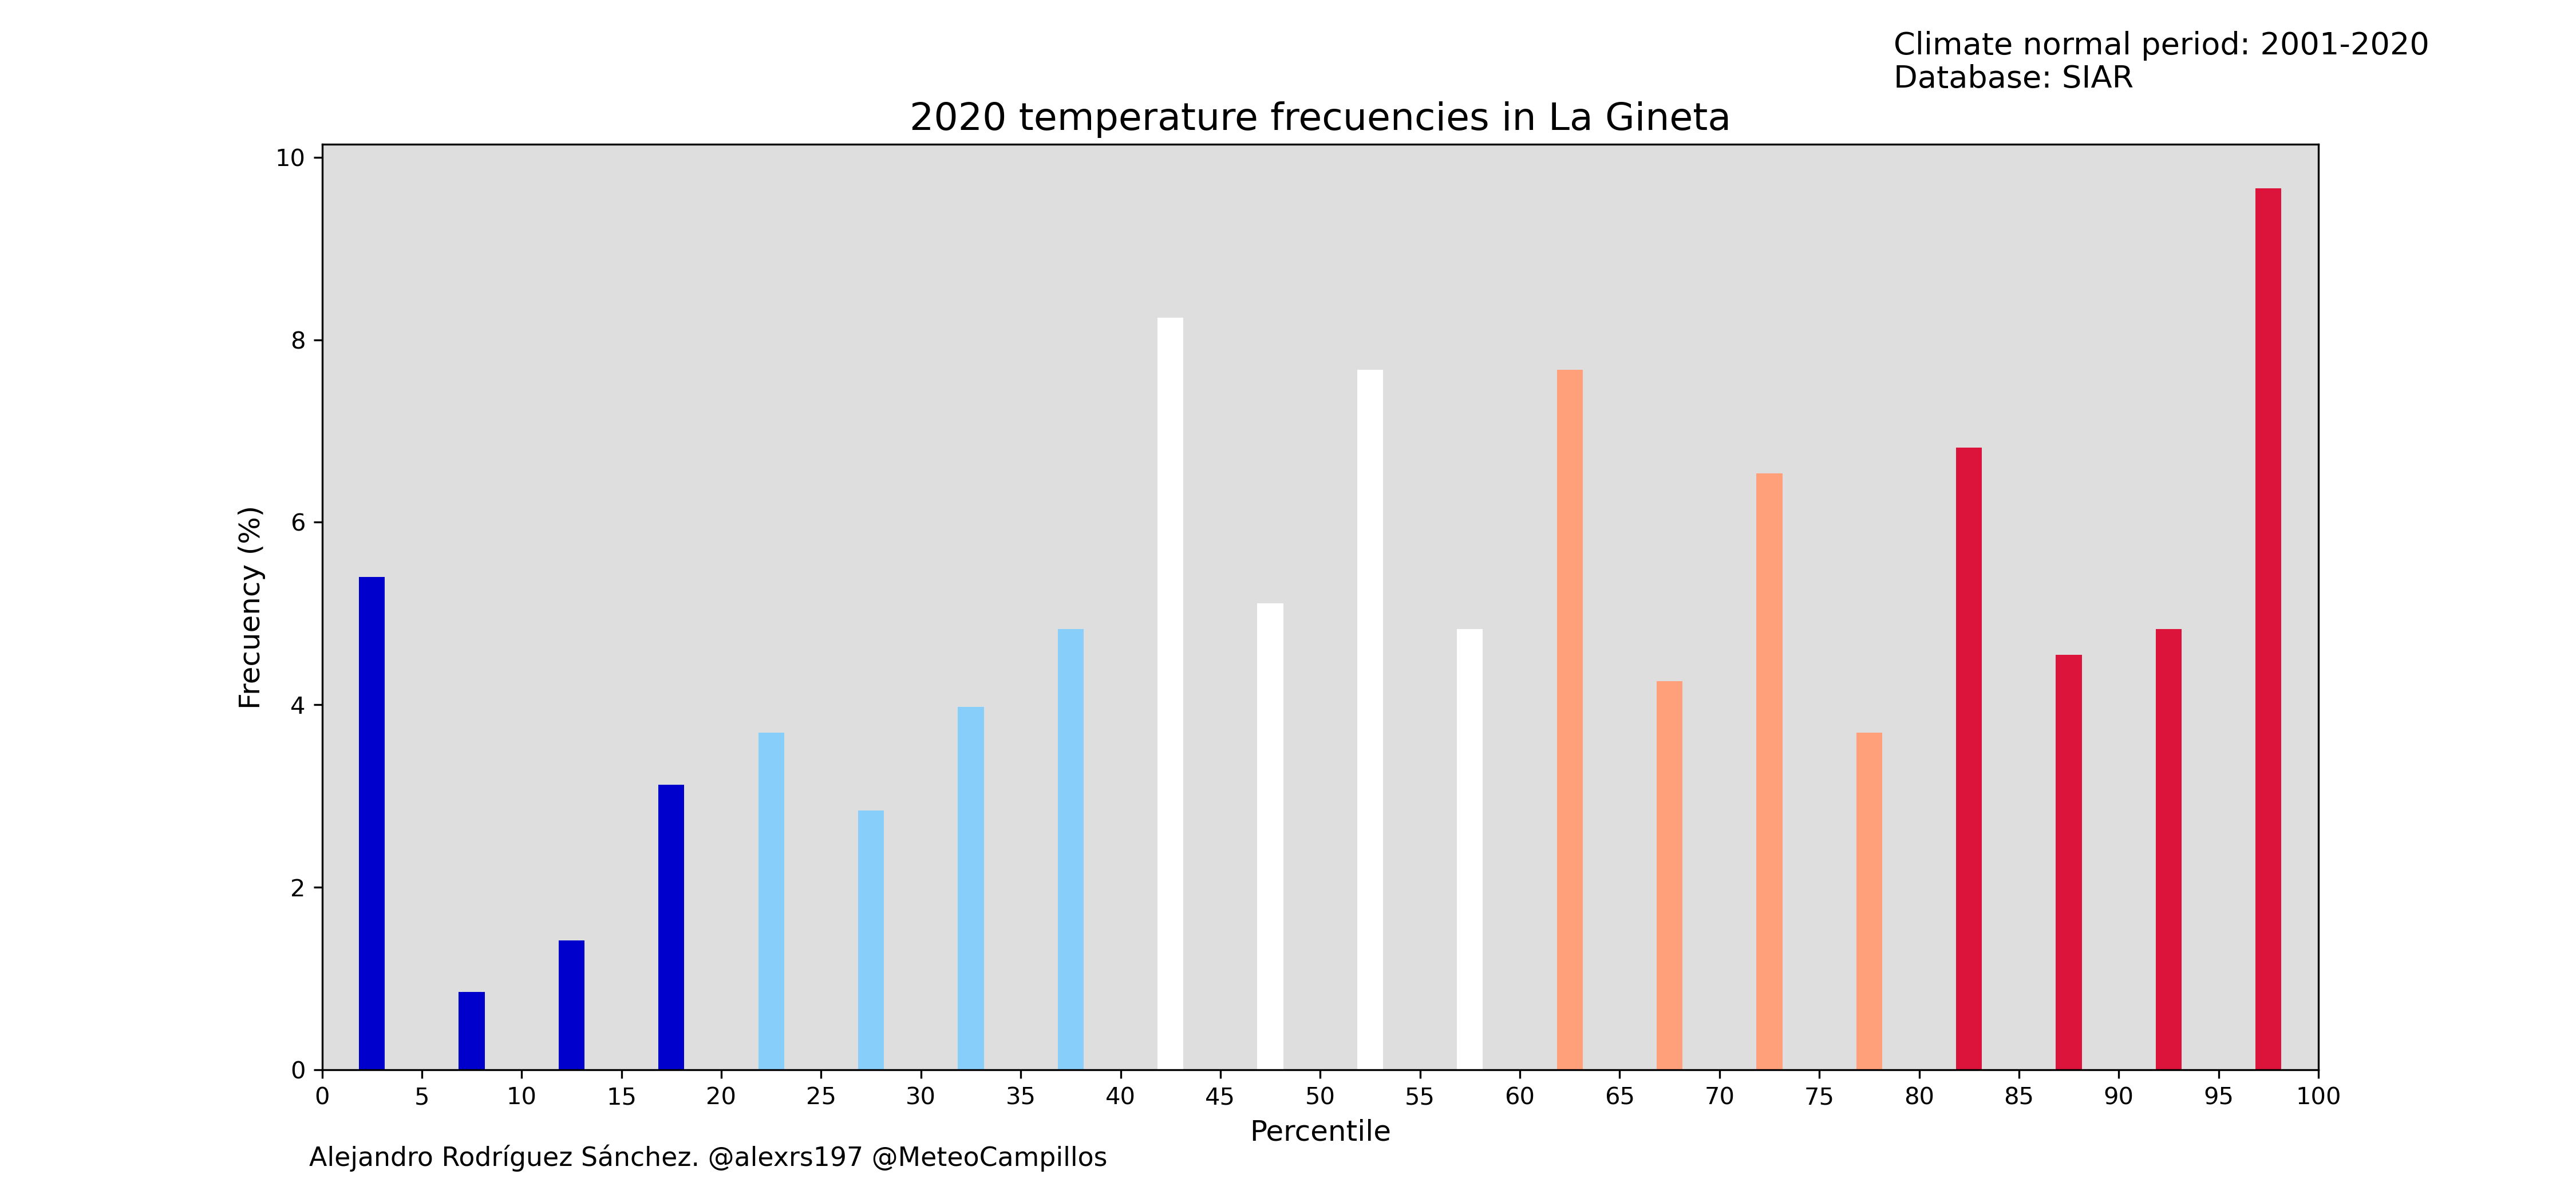 Climate normal period: 2001-2020
Database: SIAR
2020 temperature frecuencies in La Gineta
10
8
6
4
2
0
Frecuency (%)
0 5 10 15 20 25 30 35 40 45 50 55 60 65 70 75 80 85 90 95 100
Percentile
Alejandro Rodríguez Sánchez. @alexrs197 @MeteoCampillos